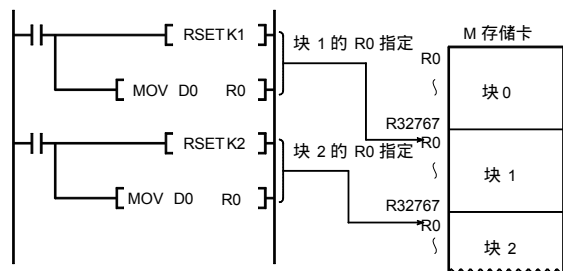 RSETK1
块 1 的 R0 指定
MOV D0 R0
RSETK2
块 2 的 R0 指定
MOV D0 R0
M 存储卡
R0
~
块 0
R32767
R0
~
块 1
R32767
R0
~
块 2